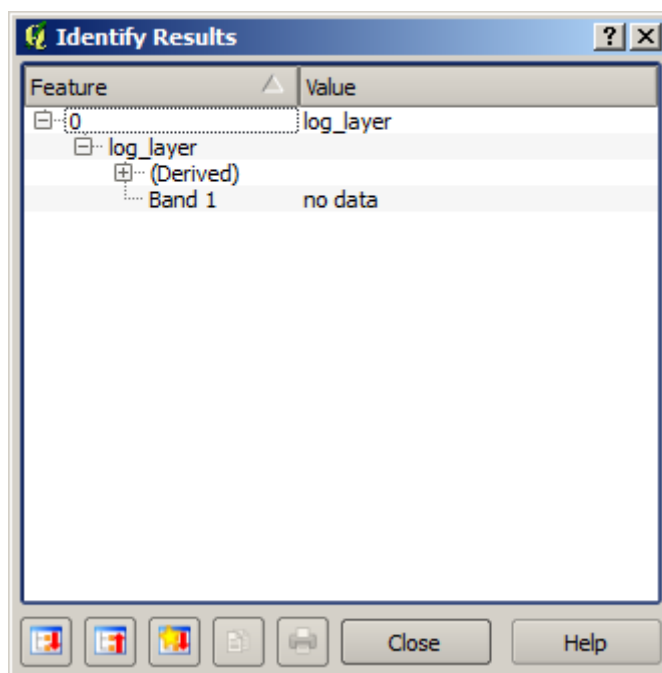 Identify Results
Feature Value
0 log_layer
log_layer
(Derived)
Band 1 no data
Close Help